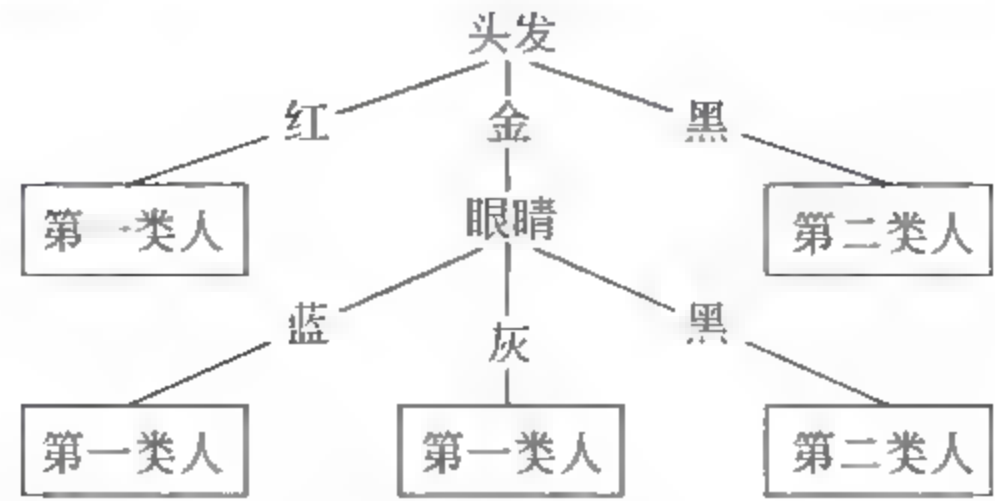 头发
红 金 黑
第一类人 眼睛 第二类人
蓝 灰 黑
第一类人 第一类人 第二类人